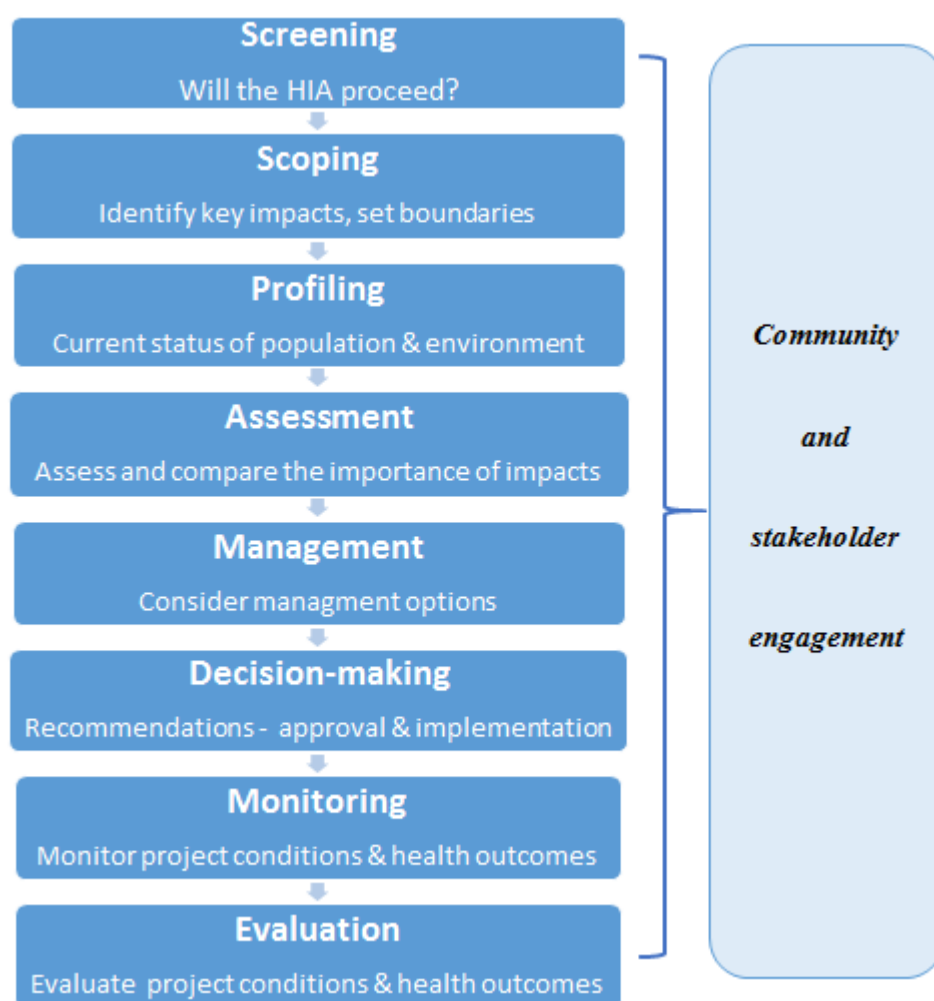 Screening
Will the HIA proceed?
Scoping
Identify key impacts, set boundaries
Profiling
Current status of population & environment
Assessment
Assess and compare the importance of impacts
Management
Consider managment options
Decision-making
Recommendations - approval & implementation
Monitoring
Monitor project conditions & health outcomes
Evaluation
Evaluate project conditions & health outcomes
Community
and
stakeholder
engagement